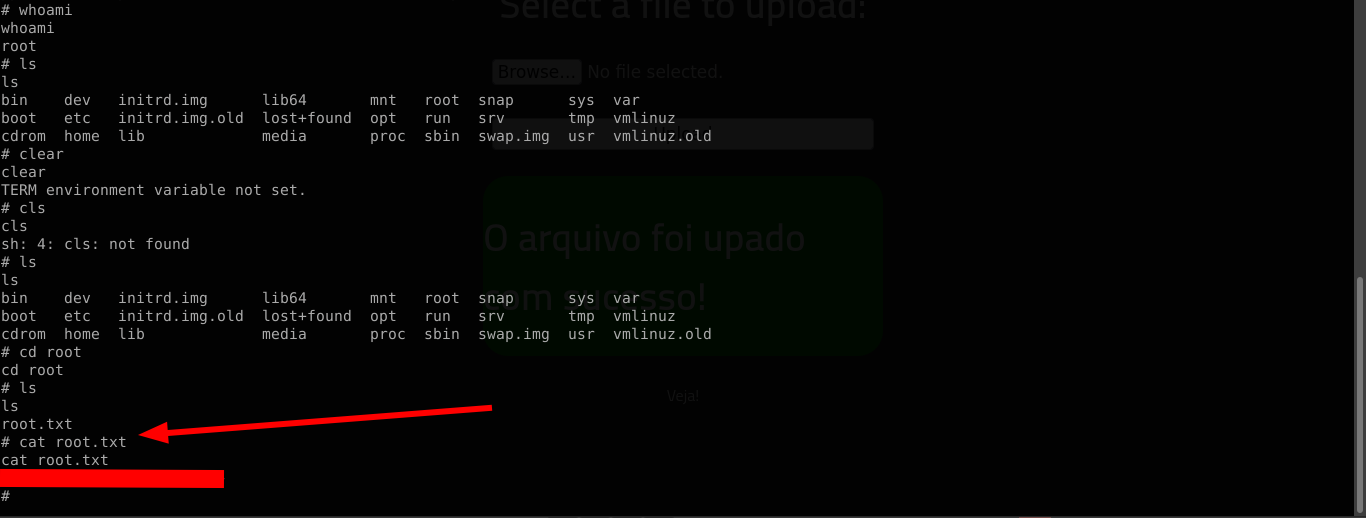 # whoami
whoami
root
# ls
ls
bin    dev   initrd.img      lib64       mnt   root  snap      sys  var
boot   etc   initrd.img.old  lost+found  opt   run   srv       tmp  vmlinuz
cdrom  home  lib             media       proc  sbin  swap.img  usr  vmlinuz.old
# clear
clear
TERM environment variable not set.
# cls
cls
sh: 4: cls: not found
# ls
ls
bin    dev   initrd.img      lib64       mnt   root  snap      sys  var
boot   etc   initrd.img.old  lost+found  opt   run   srv       tmp  vmlinuz
cdrom  home  lib             media       proc  sbin  swap.img  usr  vmlinuz.old
# cd root
cd root
# ls
ls
root.txt
# cat root.txt
cat root.txt
#
Select a file to upload:
Browse... No file selected.
O arquivo foi upado
com sucesso!
Veja!